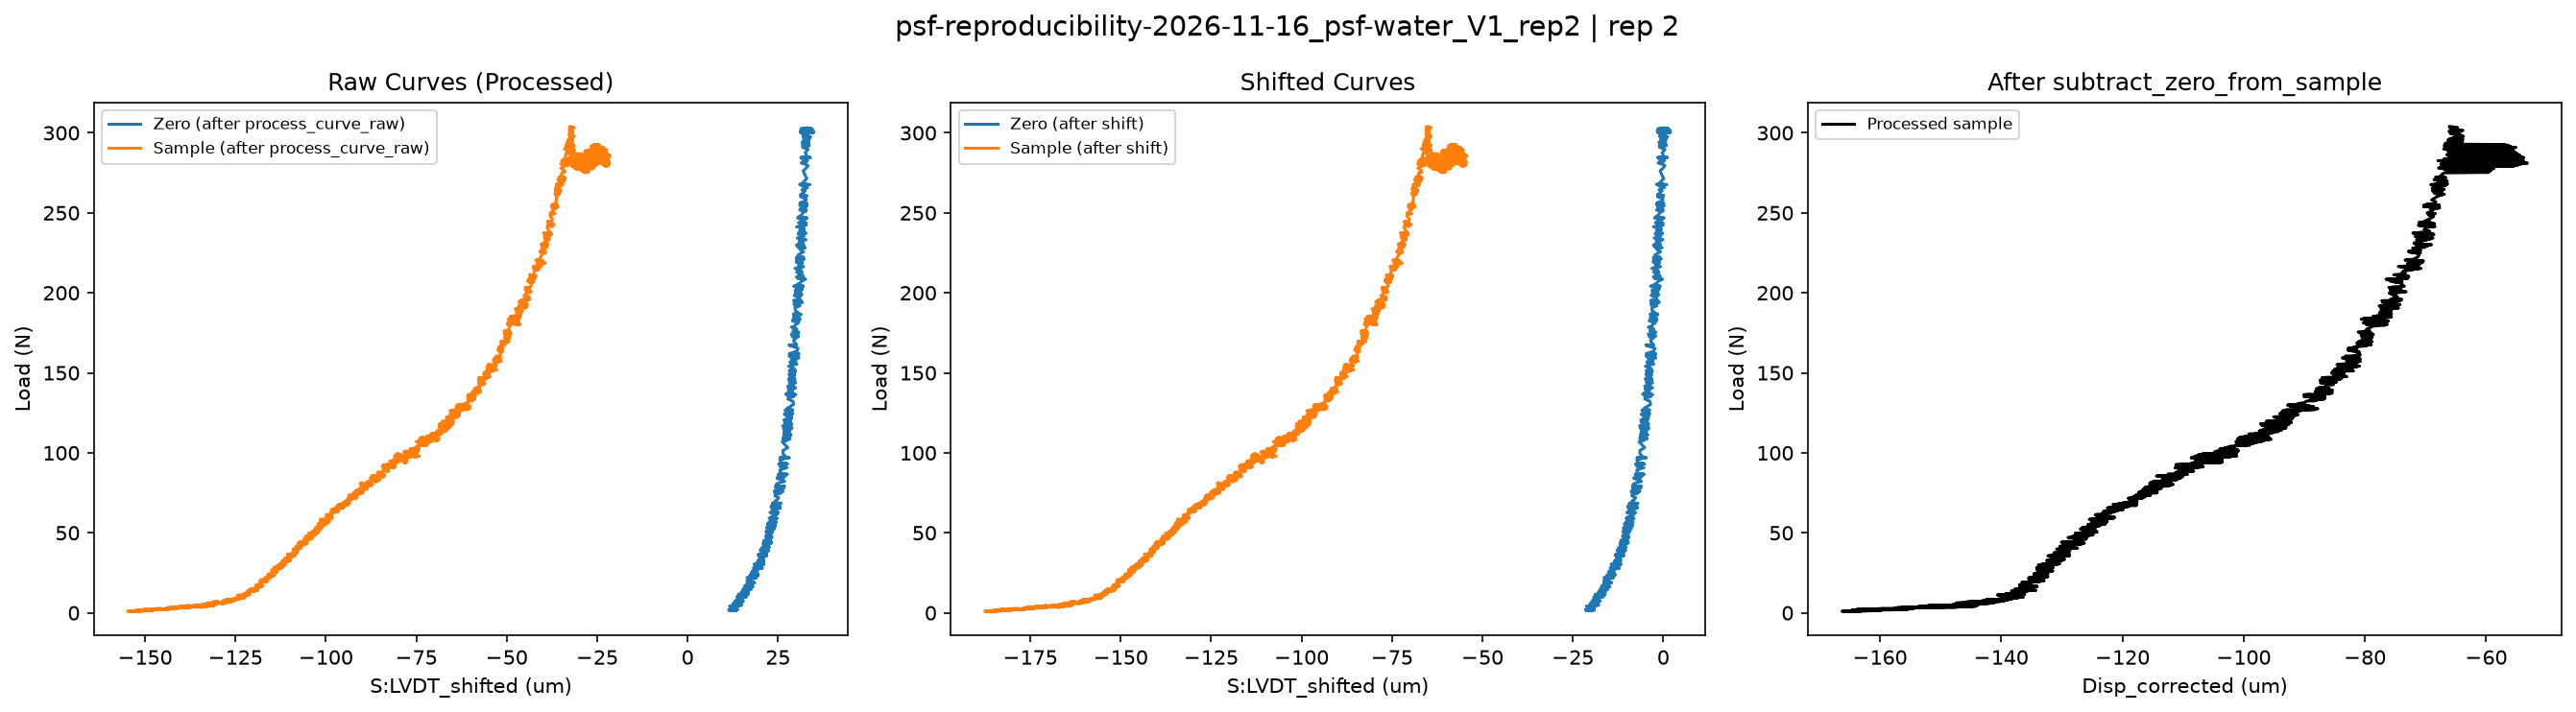 psf-reproducibility-2026-11-16_psf-water_V1_rep2 | rep 2
Raw Curves (Processed)
Zero (after process_curve_raw)
Sample (after process_curve_raw)
Load (N)
300
250
200
150
100
50
0
−150
−125
−100
−75
−50
−25
0
25
S:LVDT_shifted (um)
Shifted Curves
Zero (after shift)
Sample (after shift)
Load (N)
300
250
200
150
100
50
0
−175
−150
−125
−100
−75
−50
−25
0
S:LVDT_shifted (um)
After subtract_zero_from_sample
Processed sample
Load (N)
300
250
200
150
100
50
0
−160
−140
−120
−100
−80
−60
Disp_corrected (um)